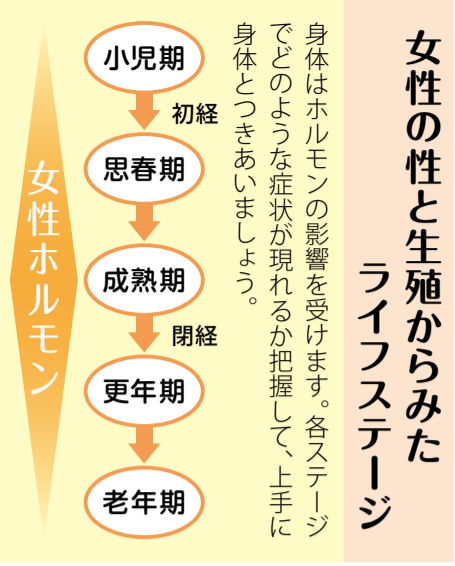 女性の性と生殖からみた
ライフステージ
身体はホルモンの影響を受けます。各ステージ
でどのような症状が現れるか把握して、上手に
身体とつきあいましょう。
小児期
初経
思春期
成熟期
閉経
更年期
老年期
女性ホルモン